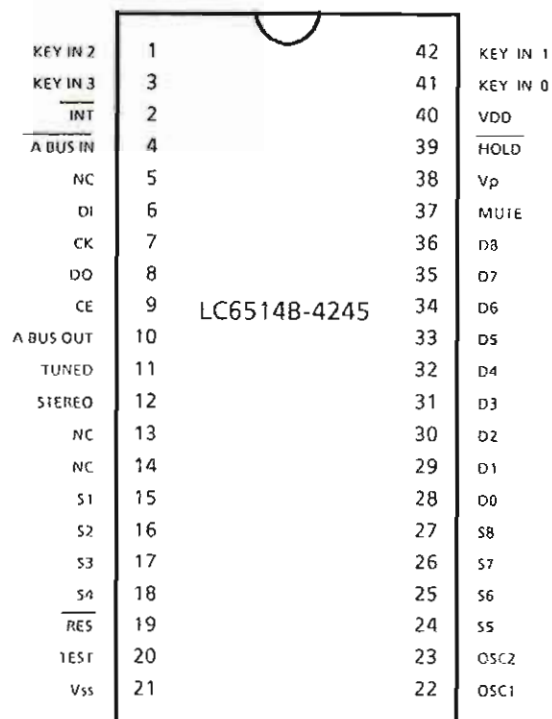 KEY IN 2 1 42 KEY IN 1
KEY IN 3 3 41 KEY IN 0
INT 2 40 VDD
A BUS IN 4 39 HOLD
NC 5 38 Vp
DI 6 37 MUTE
CK 7 36 D8
DO 8 35 D7
CE 9 LC6514B-4245 34 D6
A BUS OUT 10 33 D5
TUNED 11 32 D4
STEREO 12 31 D3
NC 13 30 D2
NC 14 29 D1
S1 15 28 D0
S2 16 27 S8
S3 17 26 S7
S4 18 25 S6
RES 19 24 S5
TEST 20 23 OSC2
Vss 21 22 OSC1